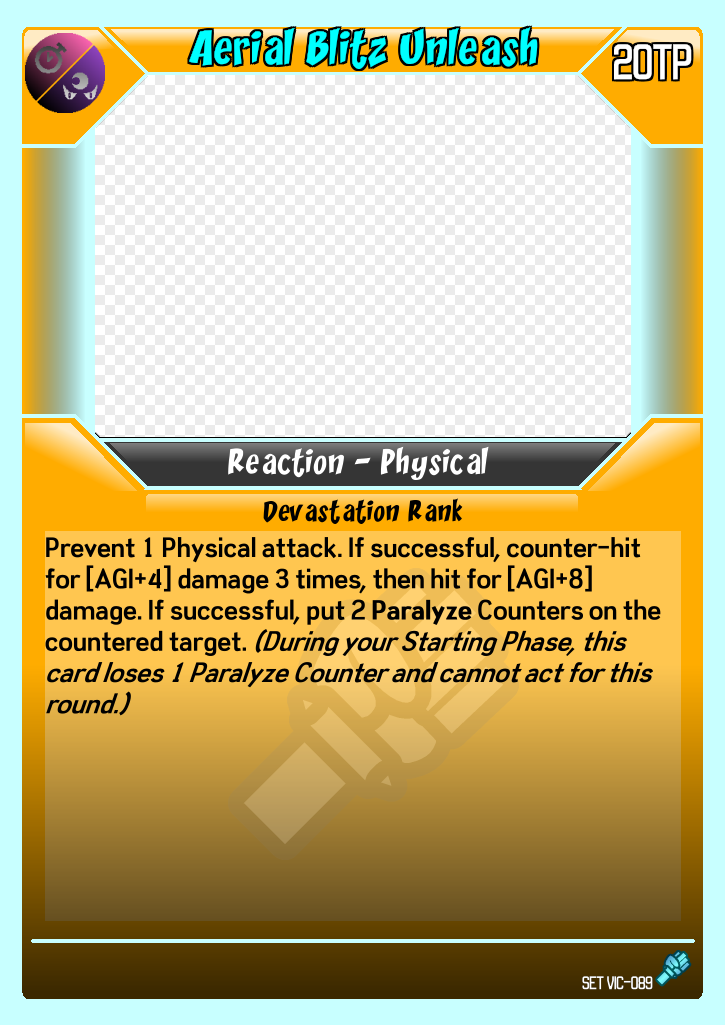 Aerial Blitz Unleash
20TP
Reaction - Physical
Devastation Rank
Prevent 1 Physical attack. If successful, counter-hit
for [AGI+4] damage 3 times, then hit for [AGI+8]
damage. If successful, put 2 Paralyze Counters on the
countered target. (During your Starting Phase, this
card loses 1 Paralyze Counter and cannot act for this
round.)
SET VIC-089